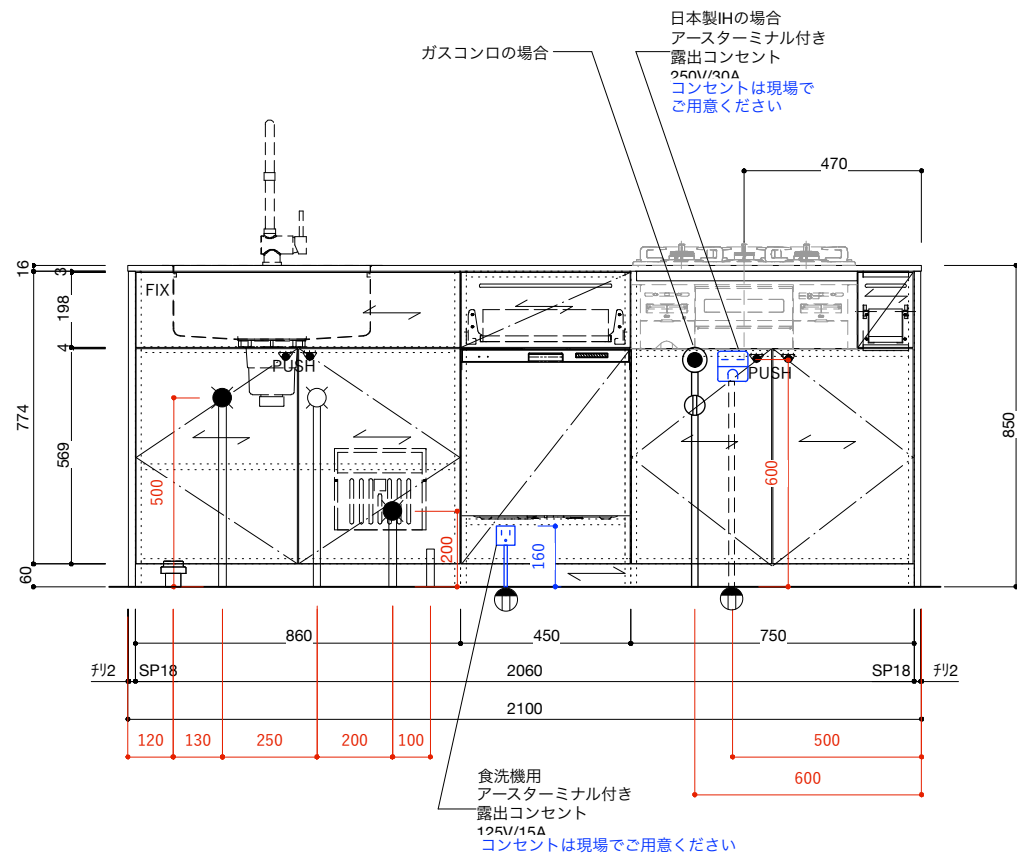 日本製IHの場合
アースターミナル付き
露出コンセント
250V/30A
コンセントは現場で
ご用意ください
ガスコンロの場合
470
16
3
198
4
774
569
60
FIX
PUSH
PUSH
850
500
200
160
600
860
450
750
チリ2
SP18
2060
SP18
チリ2
2100
120
130
250
200
100
500
600
食洗機用
アースターミナル付き
露出コンセント
125V/15A
コンセントは現場でご用意ください